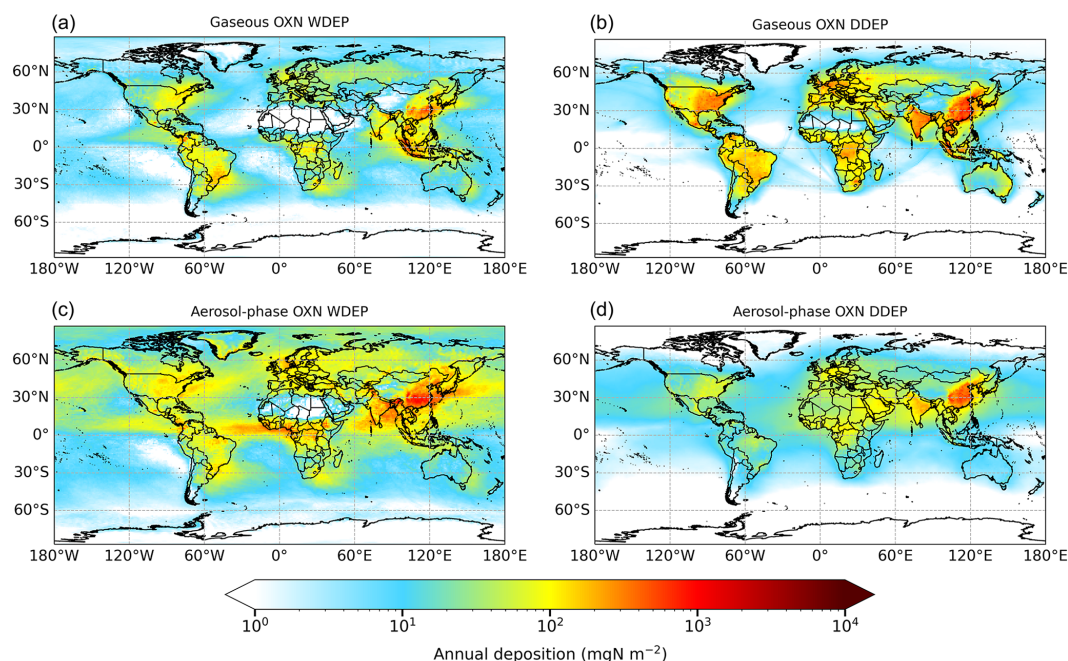 (a) Gaseous OXN WDEP
60°N
30°N
0°
30°S
60°S
180°W 120°W 60°W 0° 60°E 120°E 180°E
(b) Gaseous OXN DDEP
60°N
30°N
0°
30°S
60°S
180°W 120°W 60°W 0° 60°E 120°E 180°E
(c) Aerosol-phase OXN WDEP
60°N
30°N
0°
30°S
60°S
180°W 120°W 60°W 0° 60°E 120°E 180°E
(d) Aerosol-phase OXN DDEP
60°N
30°N
0°
30°S
60°S
180°W 120°W 60°W 0° 60°E 120°E 180°E
10⁰ 10¹ 10² 10³ 10⁴
Annual deposition (mgN m⁻²)